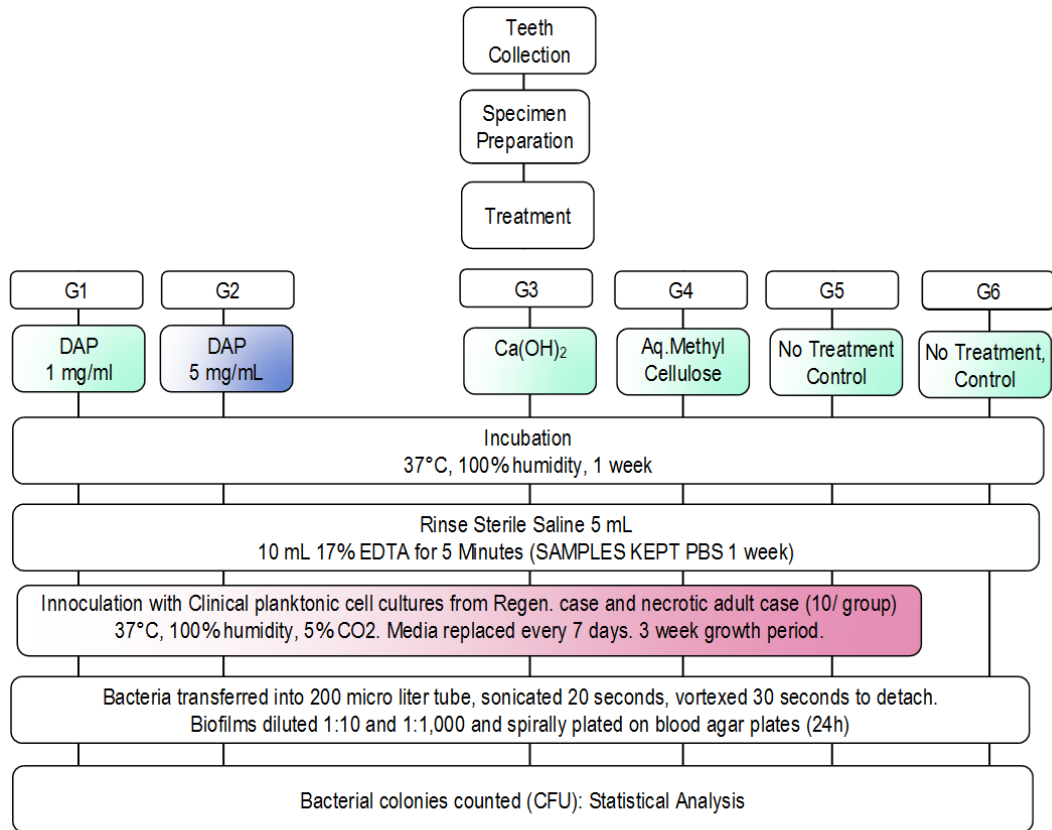 Teeth
Collection
Specimen
Preparation
Treatment
G1
G2
G3
G4
G5
G6
DAP
1 mg/ml
DAP
5 mg/mL
Ca(OH)₂
Aq.Methyl
Cellulose
No Treatment
Control
No Treatment,
Control
Incubation
37°C, 100% humidity, 1 week
Rinse Sterile Saline 5 mL
10 mL 17% EDTA for 5 Minutes (SAMPLES KEPT PBS 1 week)
Innoculation with Clinical planktonic cell cultures from Regen. case and necrotic adult case (10/ group)
37°C, 100% humidity, 5% CO2. Media replaced every 7 days. 3 week growth period.
Bacteria transferred into 200 micro liter tube, sonicated 20 seconds, vortexed 30 seconds to detach.
Biofilms diluted 1:10 and 1:1,000 and spirally plated on blood agar plates (24h)
Bacterial colonies counted (CFU): Statistical Analysis